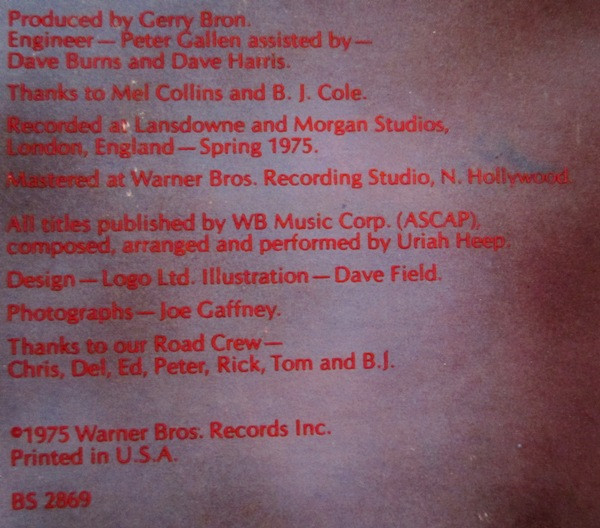 Produced by Gerry Bron.
Engineer — Peter Gallen assisted by —
Dave Burns and Dave Harris.
Thanks to Mel Collins and B. J. Cole.
Recorded at Lansdowne and Morgan Studios,
London, England — Spring 1975.
Mastered at Warner Bros. Recording Studio, N. Hollywood.
All titles published by WB Music Corp. (ASCAP),
composed, arranged and performed by Uriah Heep.
Design — Logo Ltd. Illustration — Dave Field.
Photographs — Joe Gaffney.
Thanks to our Road Crew —
Chris, Del, Ed, Peter, Rick, Tom and B.J.
©1975 Warner Bros. Records Inc.
Printed in U.S.A.
BS 2869